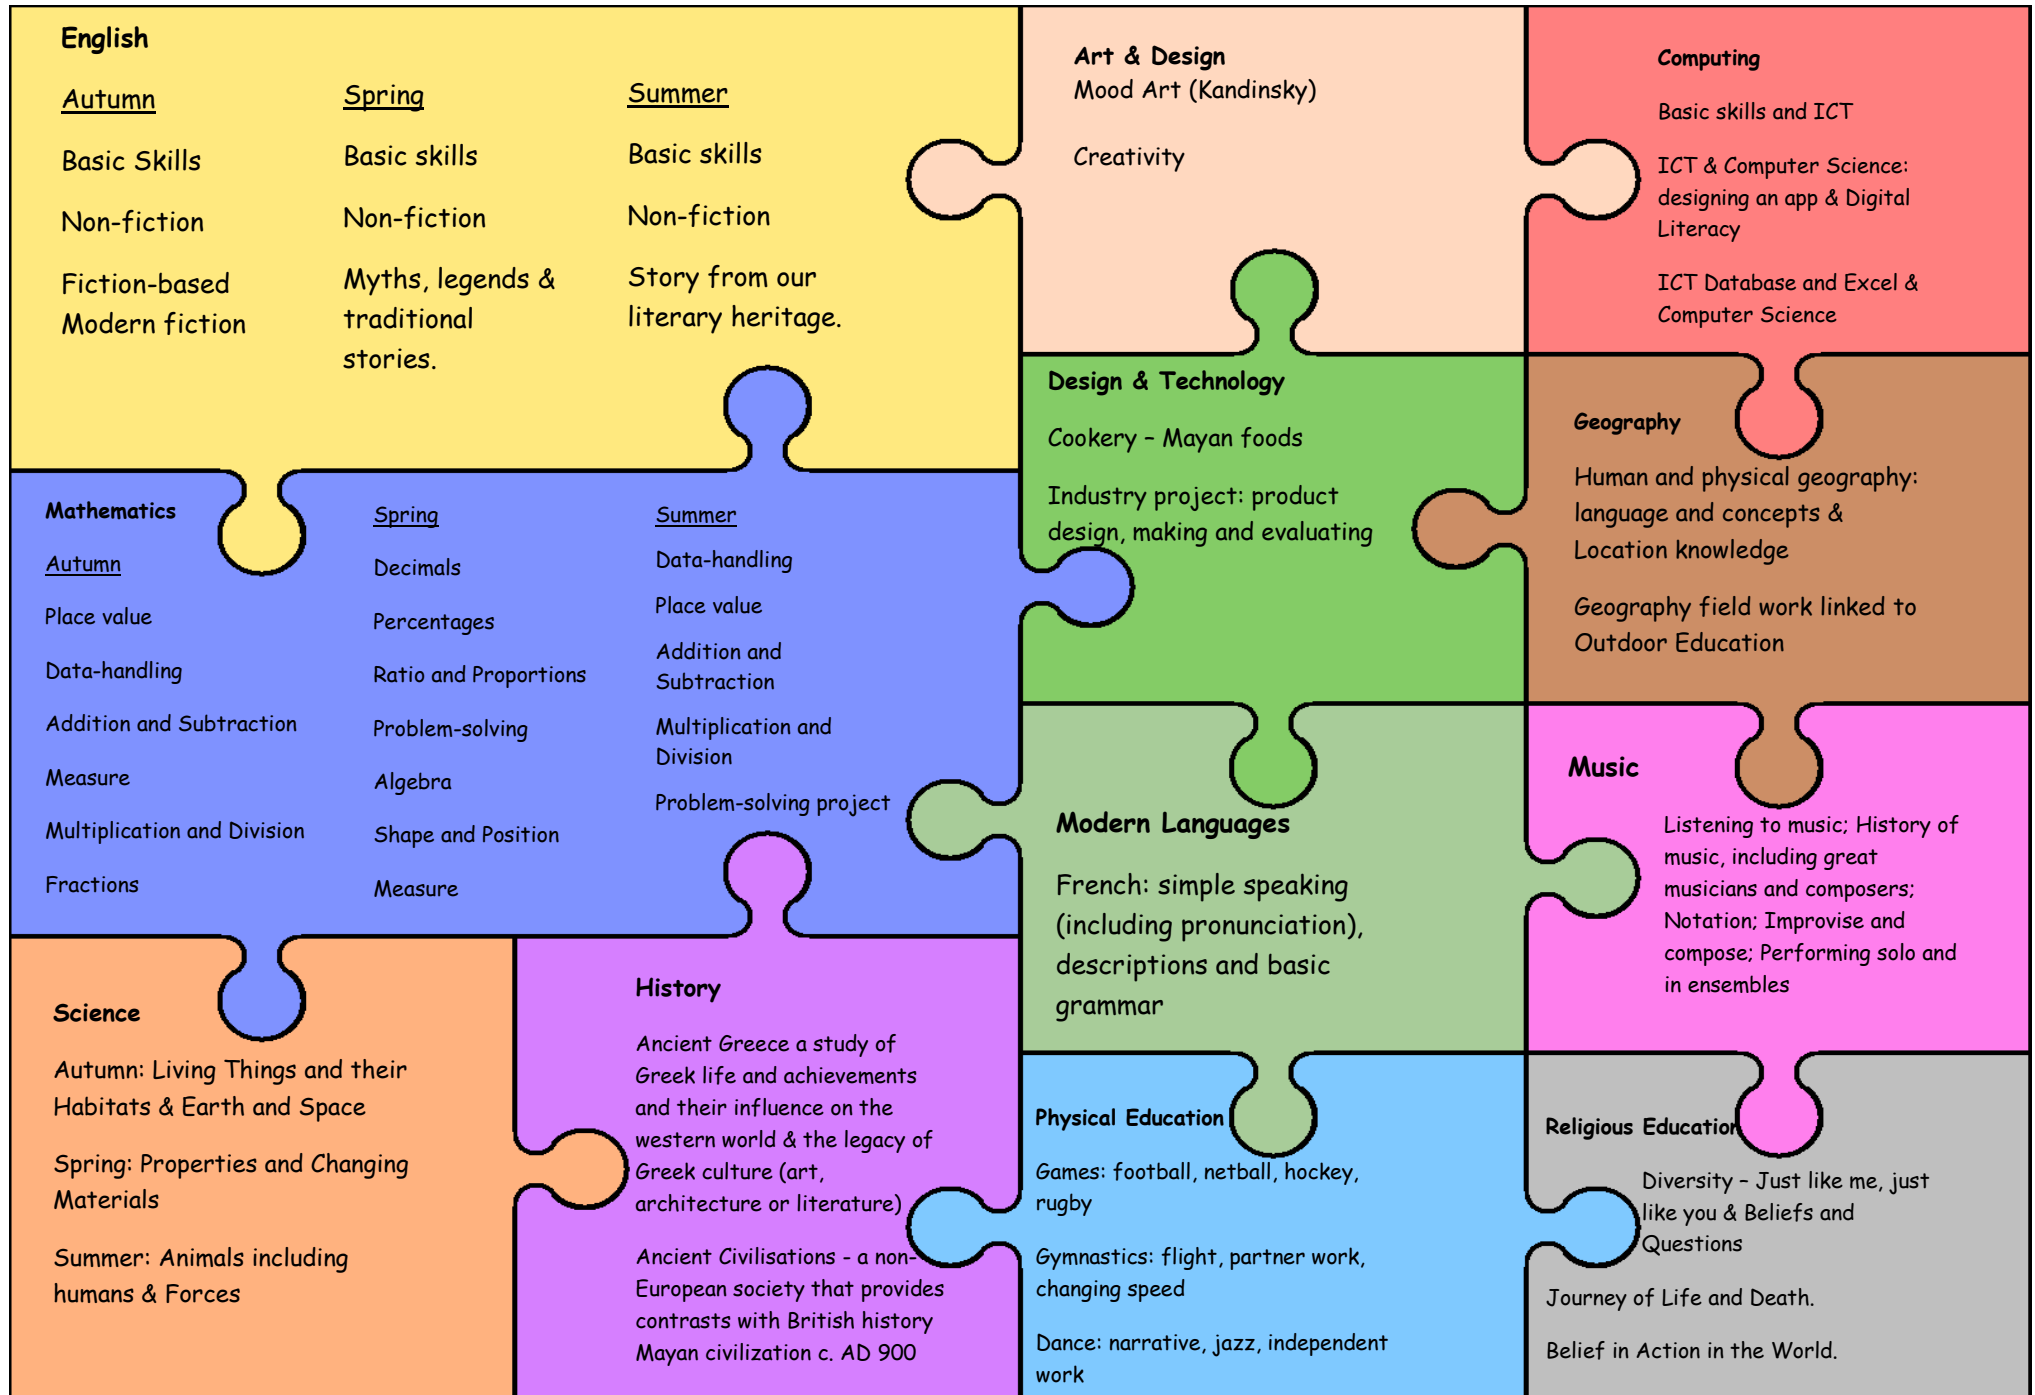 English
Autumn
Basic Skills
Non-fiction
Fiction-based
Modern fiction
Spring
Basic skills
Non-fiction
Myths, legends &
traditional
stories.
Summer
Basic skills
Non-fiction
Story from our
literary heritage.
Art & Design
Mood Art (Kandinsky)
Creativity
Computing
Basic skills and ICT
ICT & Computer Science:
designing an app & Digital
Literacy
ICT Database and Excel &
Computer Science
Mathematics
Autumn
Place value
Data-handling
Addition and Subtraction
Measure
Multiplication and Division
Fractions
Spring
Decimals
Percentages
Ratio and Proportions
Problem-solving
Algebra
Shape and Position
Measure
Summer
Data-handling
Place value
Addition and
Subtraction
Multiplication and
Division
Problem-solving project
Design & Technology
Cookery – Mayan foods
Industry project: product
design, making and evaluating
Geography
Human and physical geography:
language and concepts &
Location knowledge
Geography field work linked to
Outdoor Education
Modern Languages
French: simple speaking
(including pronunciation),
descriptions and basic
grammar
Music
Listening to music; History of
music, including great
musicians and composers;
Notation; Improvise and
compose; Performing solo and
in ensembles
Science
Autumn: Living Things and their
Habitats & Earth and Space
Spring: Properties and Changing
Materials
Summer: Animals including
humans & Forces
History
Ancient Greece a study of
Greek life and achievements
and their influence on the
western world & the legacy of
Greek culture (art,
architecture or literature)
Ancient Civilisations - a non-
European society that provides
contrasts with British history
Mayan civilization c. AD 900
Physical Education
Games: football, netball, hockey,
rugby
Gymnastics: flight, partner work,
changing speed
Dance: narrative, jazz, independent
work
Religious Education
Diversity – Just like me, just
like you & Beliefs and
Questions
Journey of Life and Death.
Belief in Action in the World.